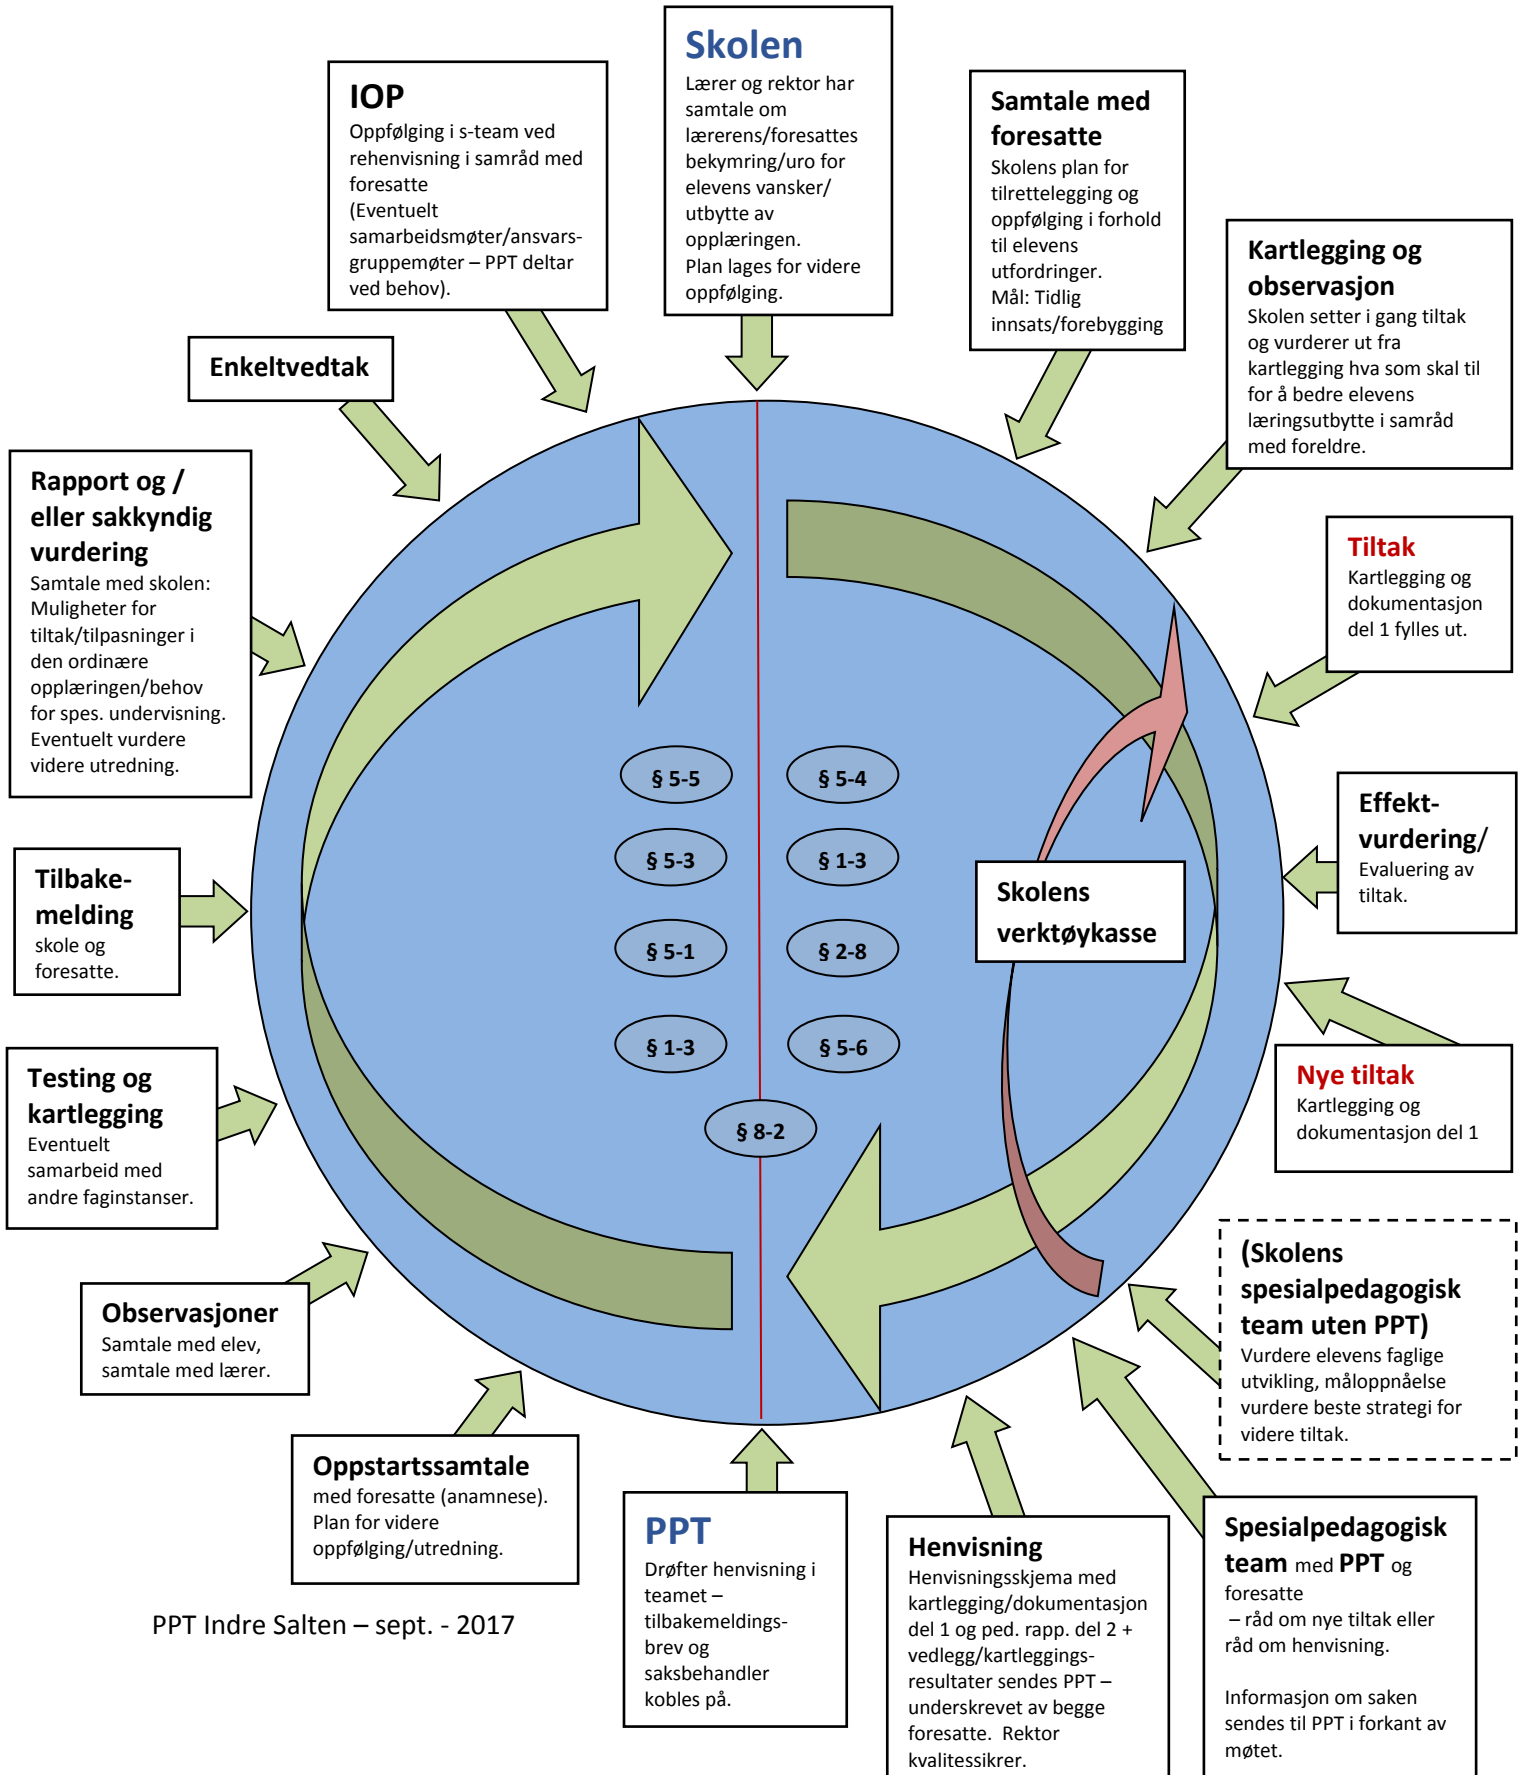 Skolen
Lærer og rektor har
samtale om
lærerens/foresattes
bekymring/uro for
elevens vansker/
utbytte av
opplæringen.
Plan lages for videre
oppfølging.
Samtale med
foresatte
Skolens plan for
tilrettelegging og
oppfølging i forhold
til elevens
utfordringer.
Mål: Tidlig
innsats/forebygging
Kartlegging og
observasjon
Skolen setter i gang tiltak
og vurderer ut fra
kartlegging hva som skal til
for å bedre elevens
læringsutbytte i samråd
med foreldre.
Tiltak
Kartlegging og
dokumentasjon
del 1 fylles ut.
Effekt-
vurdering/
Evaluering av
tiltak.
Nye tiltak
Kartlegging og
dokumentasjon del 1
(Skolens
spesialpedagogisk
team uten PPT)
Vurdere elevens faglige
utvikling, måloppnåelse
vurdere beste strategi for
videre tiltak.
Spesialpedagogisk
team med PPT og
foresatte
– råd om nye tiltak eller
råd om henvisning.
Informasjon om saken
sendes til PPT i forkant av
møtet.
Henvisning
Henvisningsskjema med
kartlegging/dokumentasjon
del 1 og ped. rapp. del 2 +
vedlegg/kartleggings-
resultater sendes PPT –
underskrevet av begge
foresatte. Rektor
kvalitessikrer.
PPT
Drøfter henvisning i
teamet –
tilbakemeldings-
brev og
saksbehandler
kobles på.
Oppstartssamtale
med foresatte (anamnese).
Plan for videre
oppfølging/utredning.
Observasjoner
Samtale med elev,
samtale med lærer.
Testing og
kartlegging
Eventuelt
samarbeid med
andre faginstanser.
Tilbake-
melding
skole og
foresatte.
Rapport og /
eller sakkyndig
vurdering
Samtale med skolen:
Muligheter for
tiltak/tilpasninger i
den ordinære
opplæringen/behov
for spes. undervisning.
Eventuelt vurdere
videre utredning.
Enkeltvedtak
IOP
Oppfølging i s-team ved
rehenvisning i samråd med
foresatte
(Eventuelt
samarbeidsmøter/ansvars-
gruppemøter – PPT deltar
ved behov).
§ 5-5
§ 5-4
§ 5-3
§ 1-3
§ 5-1
§ 2-8
§ 1-3
§ 5-6
§ 8-2
Skolens
verktøykasse
PPT Indre Salten – sept. - 2017